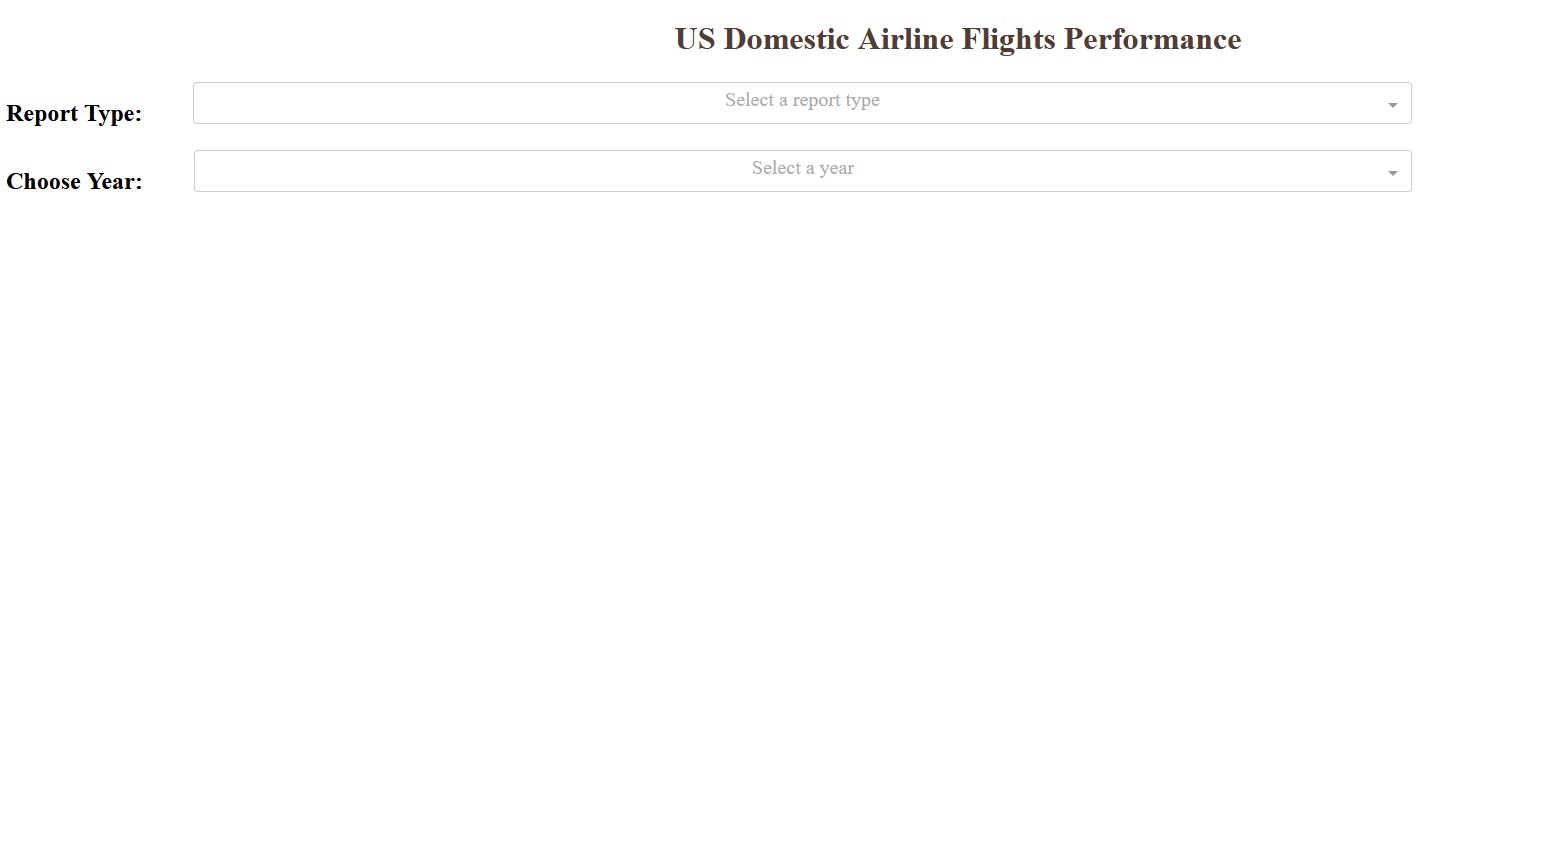 US Domestic Airline Flights Performance
Report Type:
Select a report type
Choose Year:
Select a year